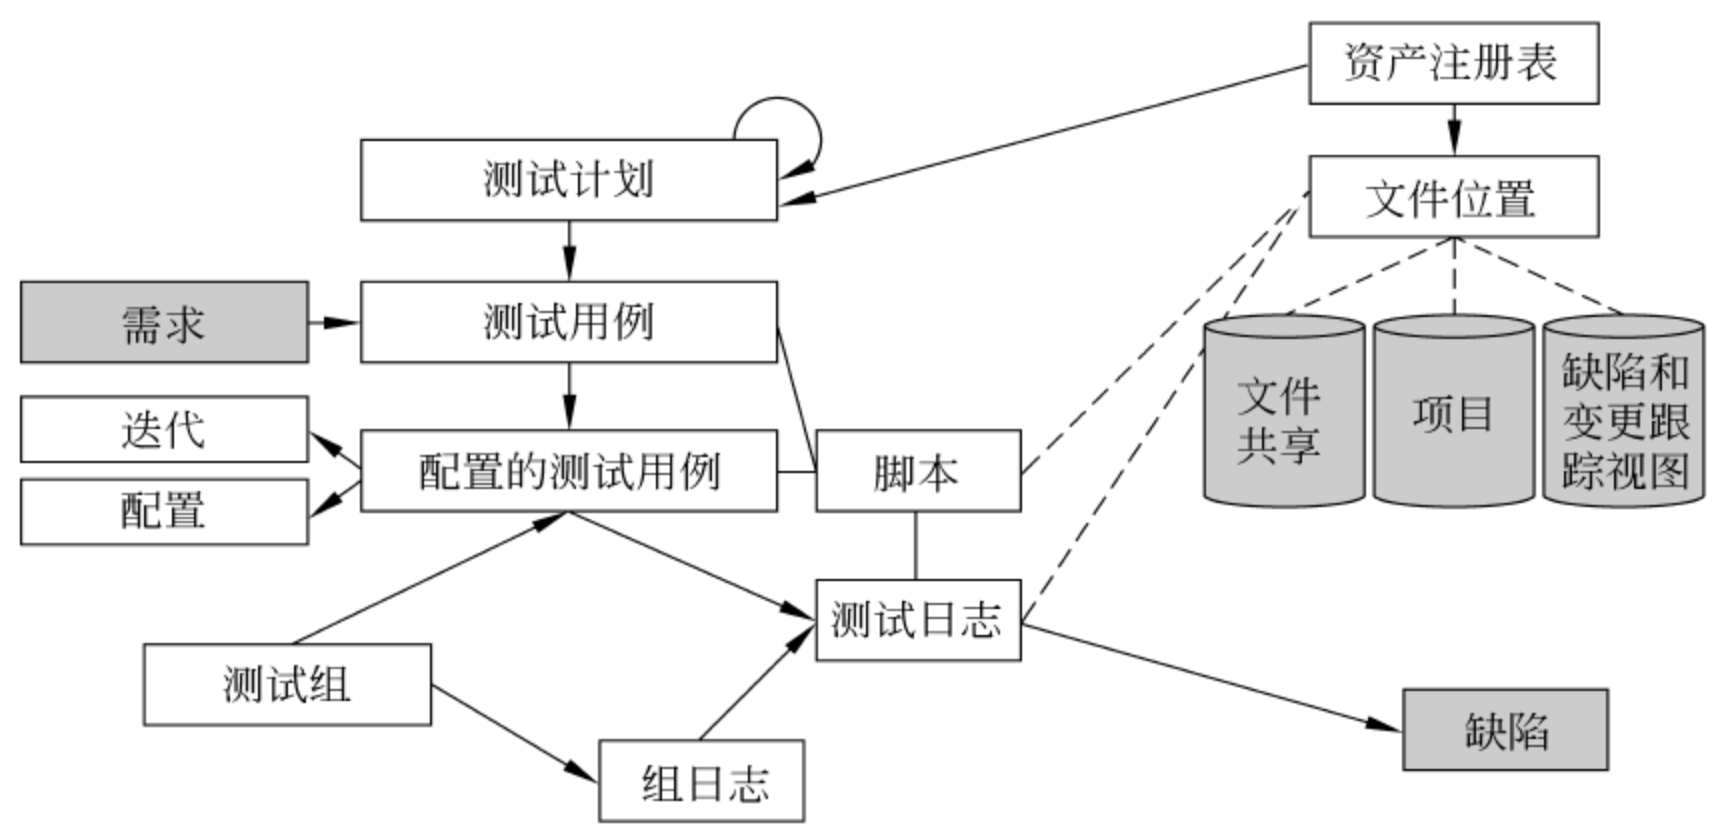 资产注册表
测试计划
文件位置
需求
测试用例
迭代
配置
配置的测试用例
脚本
文件
共享
项目
缺陷和
变更跟
踪视图
测试日志
测试组
组日志
缺陷